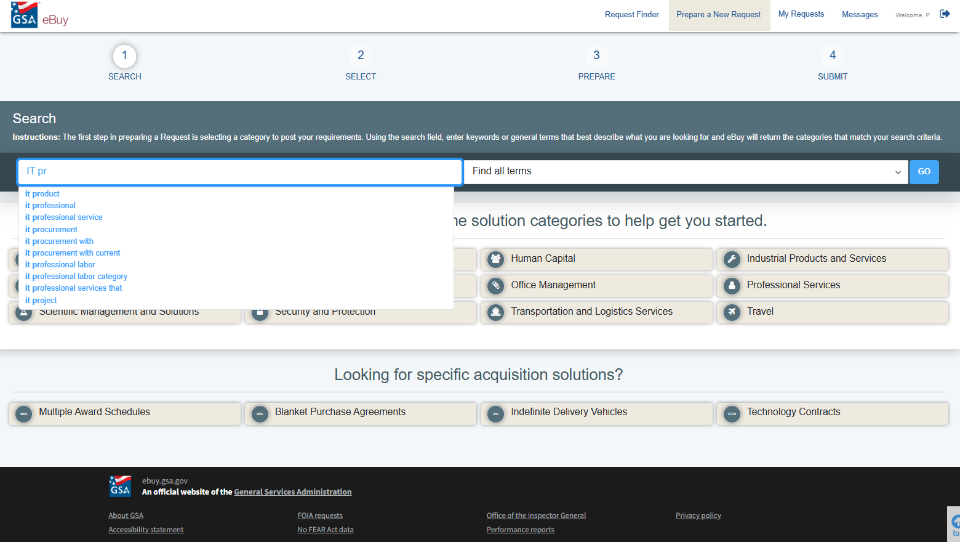 GSA eBuy
Request Finder Prepare a New Request My Requests Messages Welcome, P
1 2 3 4
SEARCH SELECT PREPARE SUBMIT
Search
Instructions: The first step in preparing a Request is selecting a category to post your requirements. Using the search field, enter keywords or general terms that best describe what you are looking for and eBuy will return the categories that match your search criteria.
IT pr Find all terms GO
it product
it professional
it professional service
it procurement
it procurement with
it procurement with current
it professional labor
it professional labor category
it professional services that
it project
solution categories to help get you started.
Human Capital Industrial Products and Services
Office Management Professional Services
Scientific Management and Solutions Security and Protection Transportation and Logistics Services Travel
Looking for specific acquisition solutions?
Multiple Award Schedules Blanket Purchase Agreements Indefinite Delivery Vehicles Technology Contracts
GSA ebuy.gsa.gov
An official website of the General Services Administration
About GSA FOIA requests Office of the Inspector General Privacy policy
Accessibility statement No FEAR Act data Performance reports
to